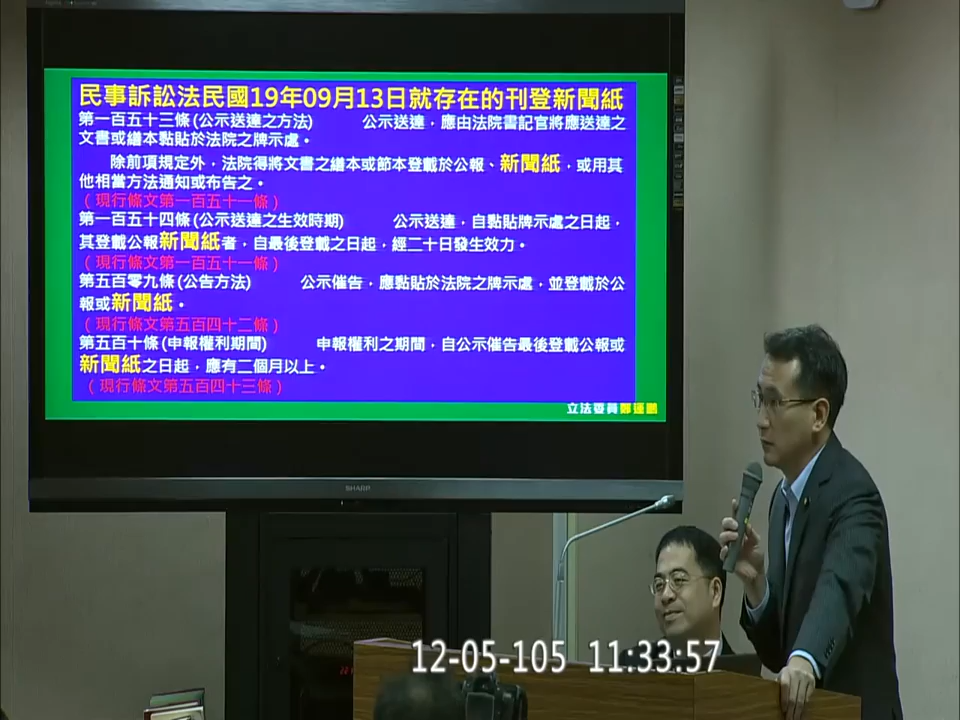 民事訴訟法民國19年09月13日就存在的刊登新聞紙
第一百五十三條(公示送達之方法) 公示送達，應由法院書記官將應送達之
文書或繕本黏貼於法院之牌示處。
除前項規定外，法院得將文書之繕本或節本登載於公報、新聞紙，或用其
他相當方法通知或布告之。
（現行條文第一百五十一條）
第一百五十四條(公示送達之生效時期) 公示送達，自黏貼牌示處之日起，
其登載公報新聞紙者，自最後登載之日起，經二十日發生效力。
（現行條文第一百五十一條）
第五百零九條(公告方法) 公示催告，應黏貼於法院之牌示處，並登載於公
報或新聞紙。
（現行條文第五百四十二條）
第五百十條(申報權利期間) 申報權利之期間，自公示催告最後登載公報或
新聞紙之日起，應有二個月以上。
（現行條文第五百四十三條）
立法委員鄭運鵬
SHARP
12-05-105 11:33:57